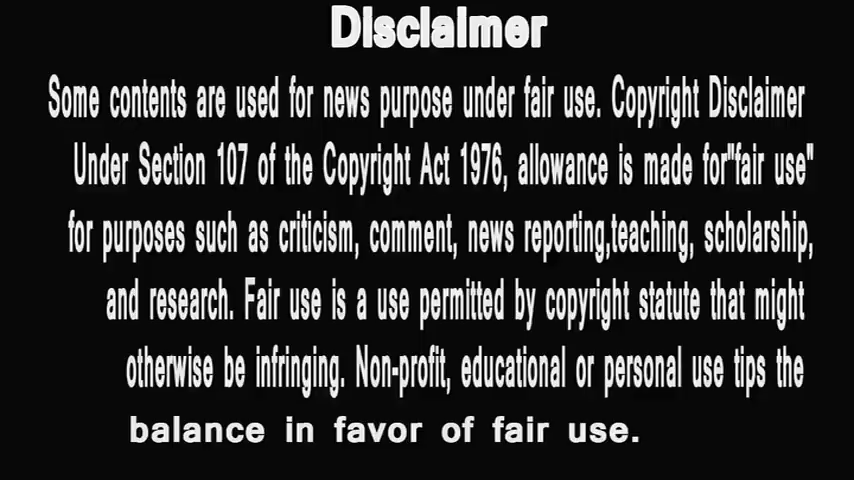 Disclaimer
Some contents are used for news purpose under fair use. Copyright Disclaimer
Under Section 107 of the Copyright Act 1976, allowance is made for"fair use"
for purposes such as criticism, comment, news reporting,teaching, scholarship,
and research. Fair use is a use permitted by copyright statute that might
otherwise be infringing. Non-profit, educational or personal use tips the
balance in favor of fair use.